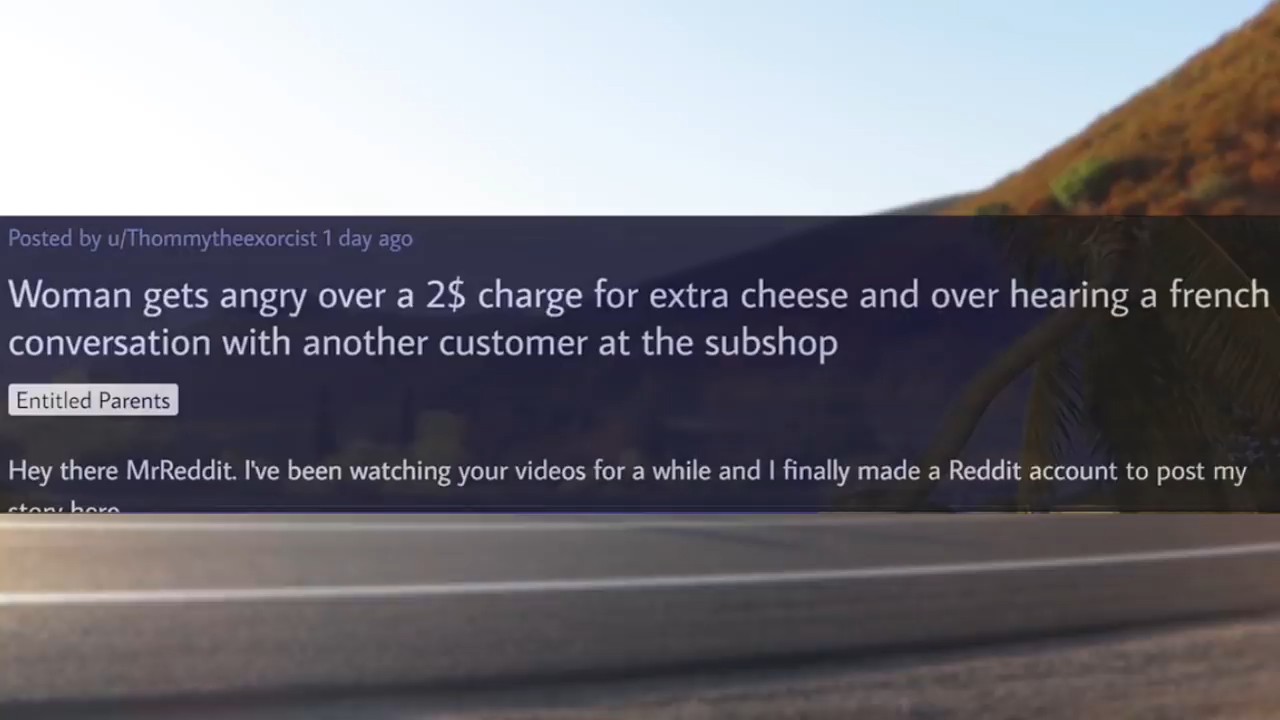 Posted by u/Thommytheexorcist 1 day ago
Woman gets angry over a 2$ charge for extra cheese and over hearing a french
conversation with another customer at the subshop
Entitled Parents
Hey there MrReddit. I've been watching your videos for a while and I finally made a Reddit account to post my
story here